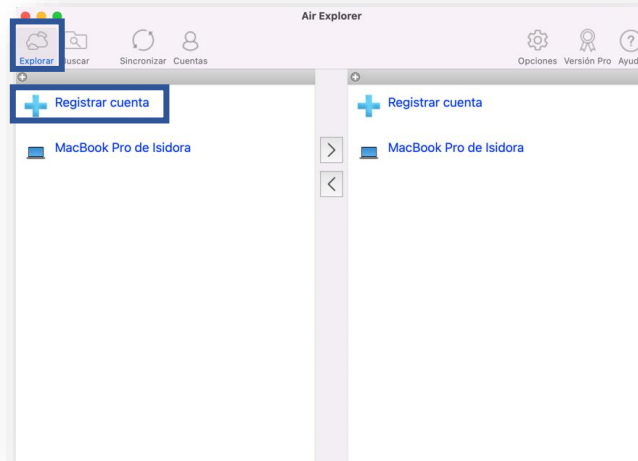 Air Explorer
Explorar Buscar Sincronizar Cuentas Opciones Versión Pro Ayud
Registrar cuenta Registrar cuenta
MacBook Pro de Isidora MacBook Pro de Isidora